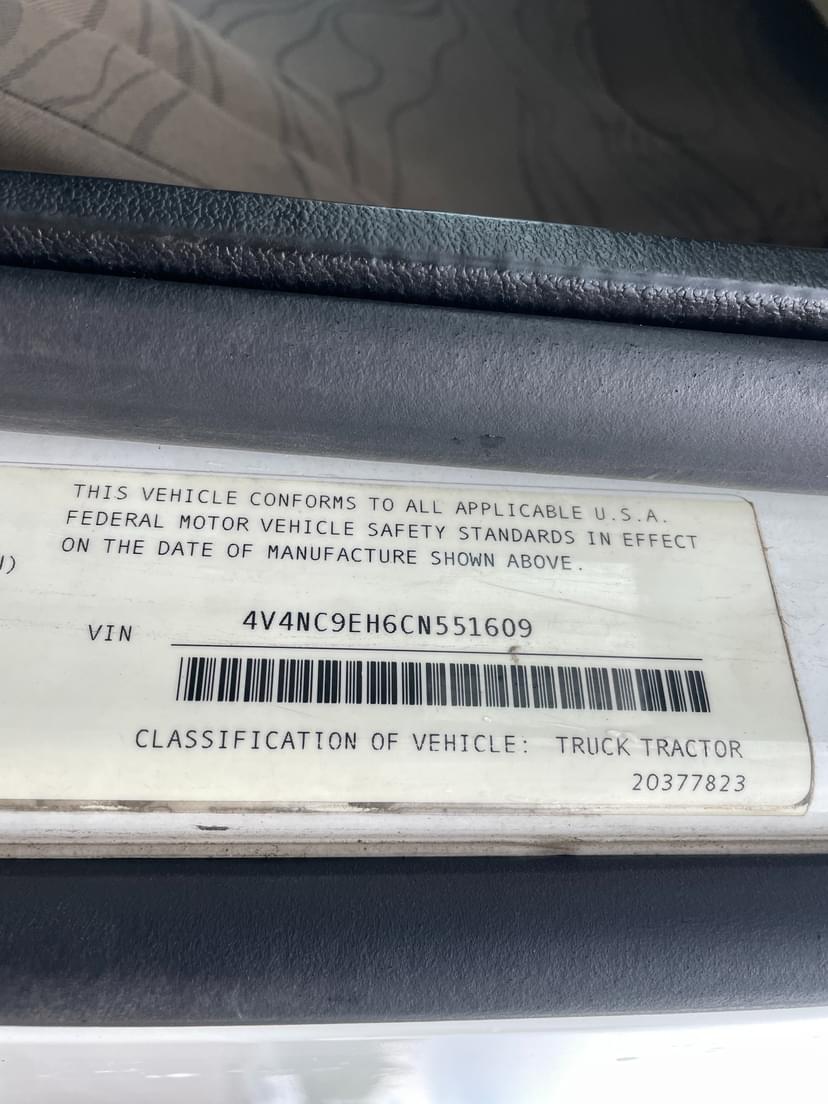 THIS VEHICLE CONFORMS TO ALL APPLICABLE U.S.A.
FEDERAL MOTOR VEHICLE SAFETY STANDARDS IN EFFECT
ON THE DATE OF MANUFACTURE SHOWN ABOVE.
VIN 4V4NC9EH6CN551609
CLASSIFICATION OF VEHICLE: TRUCK TRACTOR
20377823